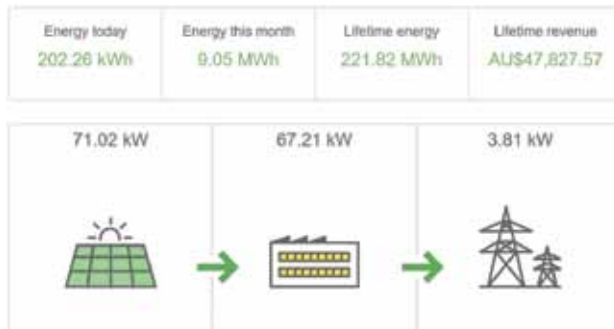 Energy today
202.26 kWh
Energy this month
9.05 MWh
Lifetime energy
221.82 MWh
Lifetime revenue
AU$47,827.57
71.02 kW
67.21 kW
3.81 kW